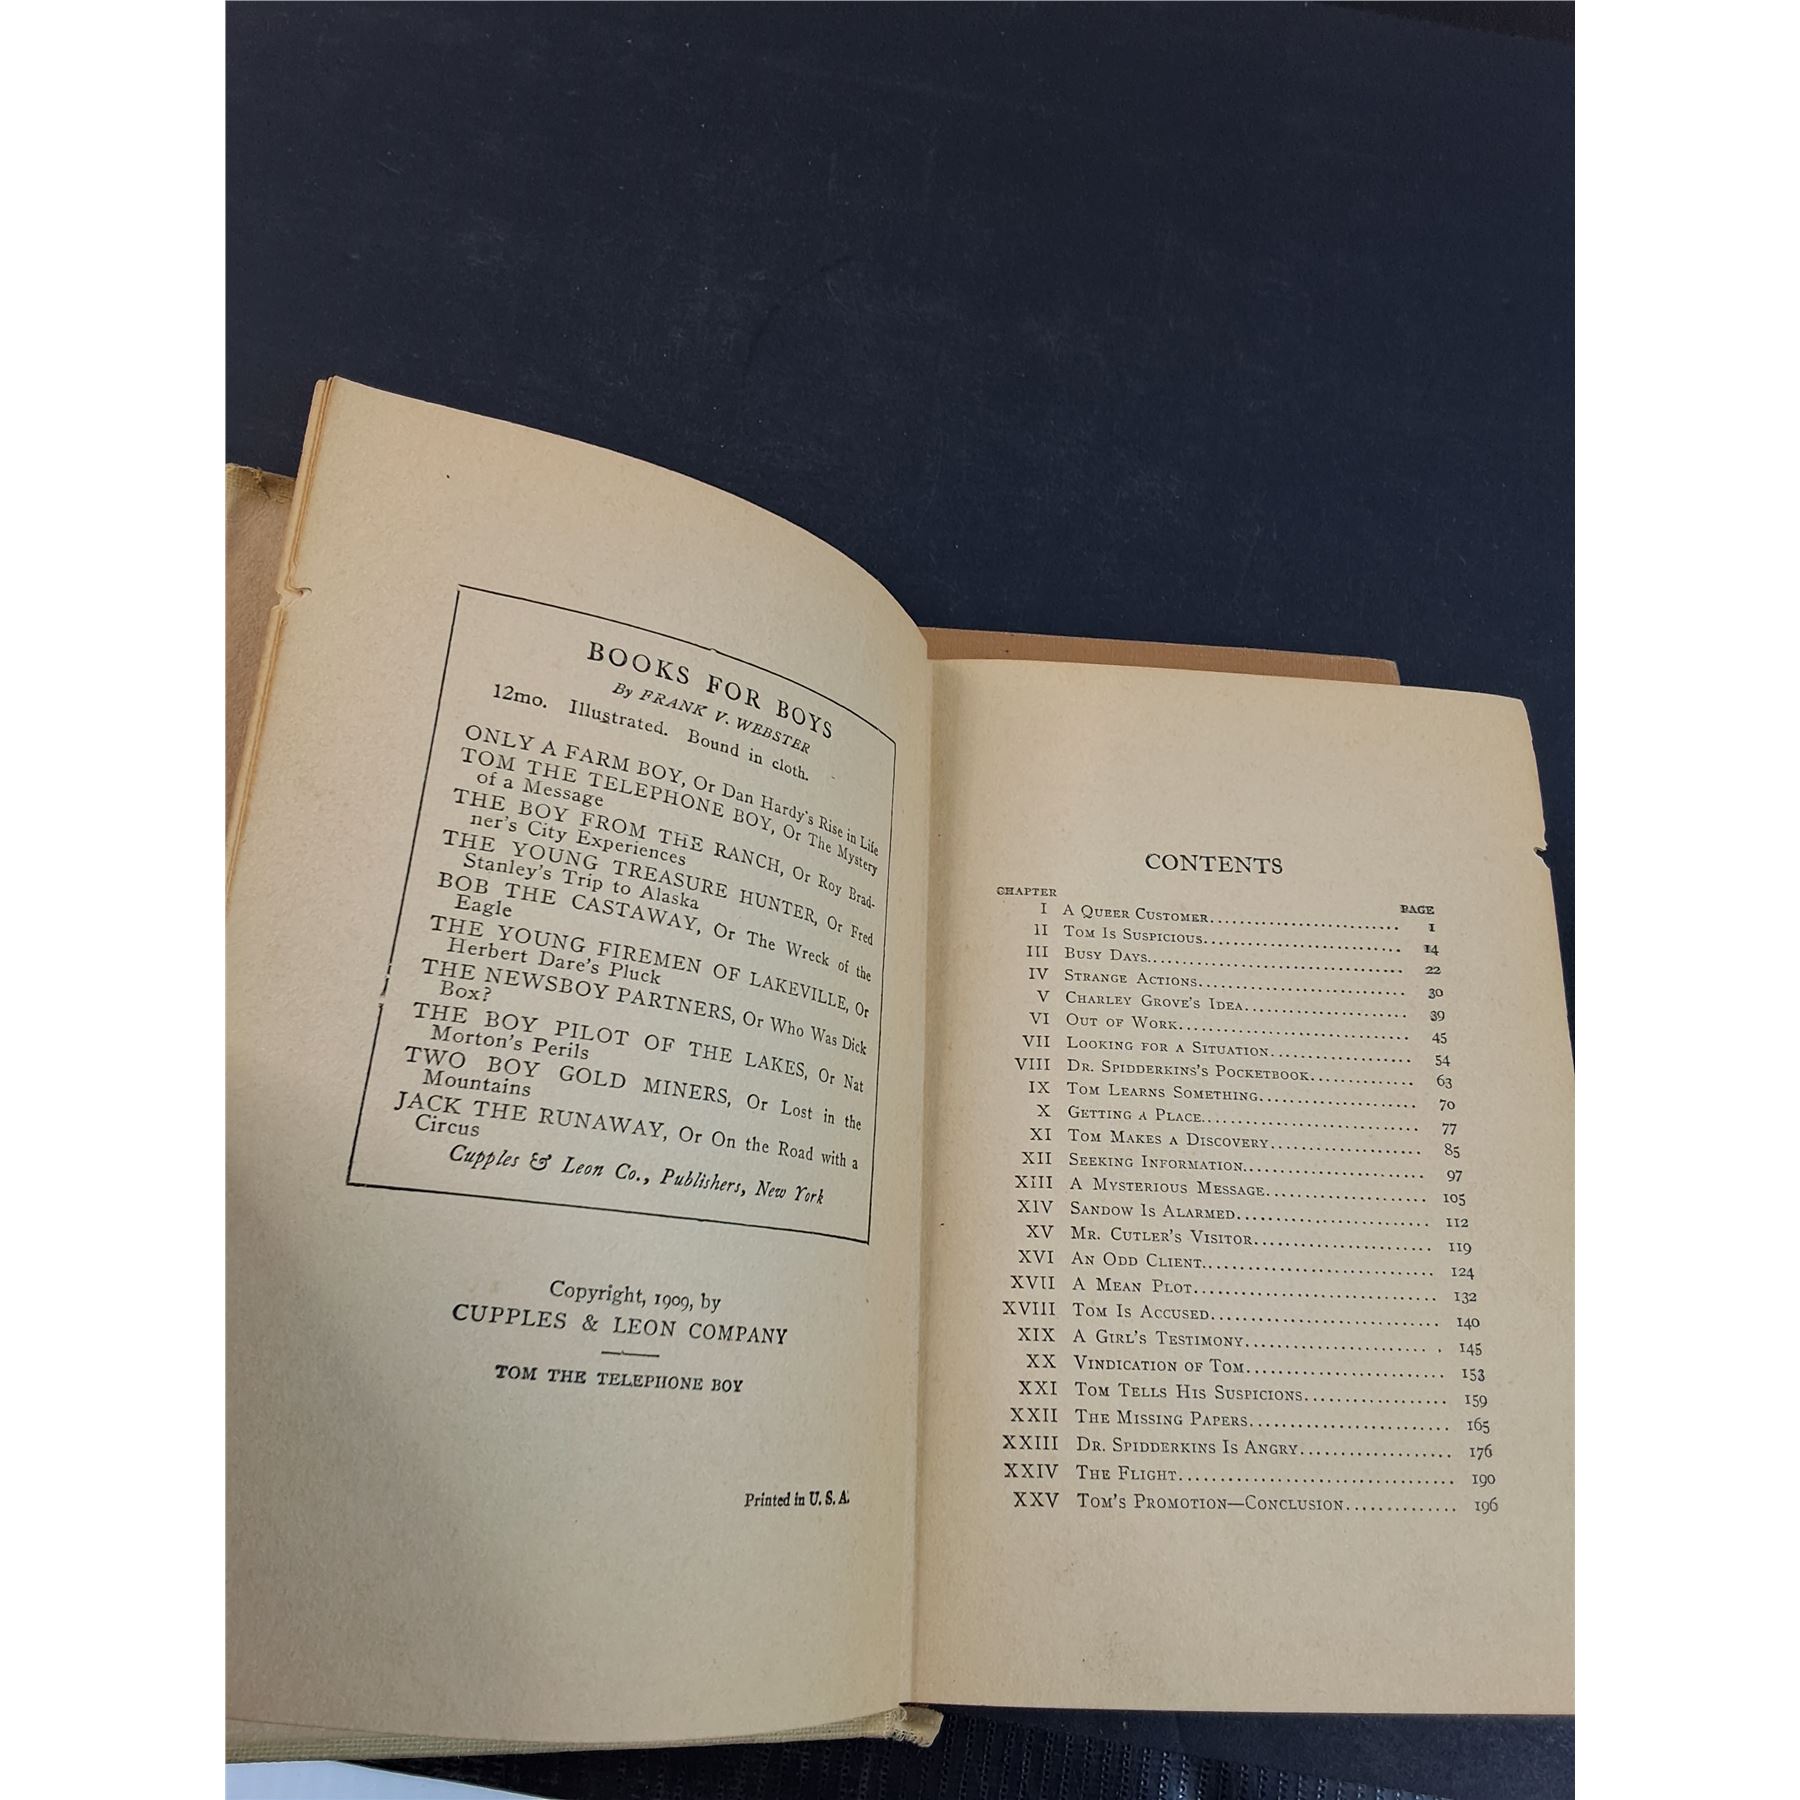 BOOKS FOR BOYS
By FRANK V. WEBSTER
12mo. Illustrated. Bound in cloth.
ONLY A FARM BOY, Or Dan Hardy's Rise in Life
TOM THE TELEPHONE BOY, Or The Mystery
of a Message
THE BOY FROM THE RANCH, Or Roy Brad-
ner's City Experiences
THE YOUNG TREASURE HUNTER, Or Fred
Stanley's Trip to Alaska
BOB THE CASTAWAY, Or The Wreck of the
Eagle
THE YOUNG FIREMEN OF LAKEVILLE, Or
Herbert Dare's Pluck
THE NEWSBOY PARTNERS, Or Who Was Dick
Box?
THE BOY PILOT OF THE LAKES, Or Nat
Morton's Perils
TWO BOY GOLD MINERS, Or Lost in the
Mountains
JACK THE RUNAWAY, Or On the Road with a
Circus
Cupples & Leon Co., Publishers, New York
Copyright, 1909, by
CUPPLES & LEON COMPANY
TOM THE TELEPHONE BOY
Printed in U. S. A.
CONTENTS
CHAPTER PAGE
I A Queer Customer 1
II Tom Is Suspicious 14
III Busy Days 22
IV Strange Actions 30
V Charley Grove's Idea 39
VI Out of Work 45
VII Looking for a Situation 54
VIII Dr. Spidderkins's Pocketbook 63
IX Tom Learns Something 70
X Getting a Place 77
XI Tom Makes a Discovery 85
XII Seeking Information 97
XIII A Mysterious Message 105
XIV Sandow Is Alarmed 112
XV Mr. Cutler's Visitor 119
XVI An Odd Client 124
XVII A Mean Plot 132
XVIII Tom Is Accused 140
XIX A Girl's Testimony 145
XX Vindication of Tom 153
XXI Tom Tells His Suspicions 159
XXII The Missing Papers 165
XXIII Dr. Spidderkins Is Angry 176
XXIV The Flight 190
XXV Tom's Promotion—Conclusion 196